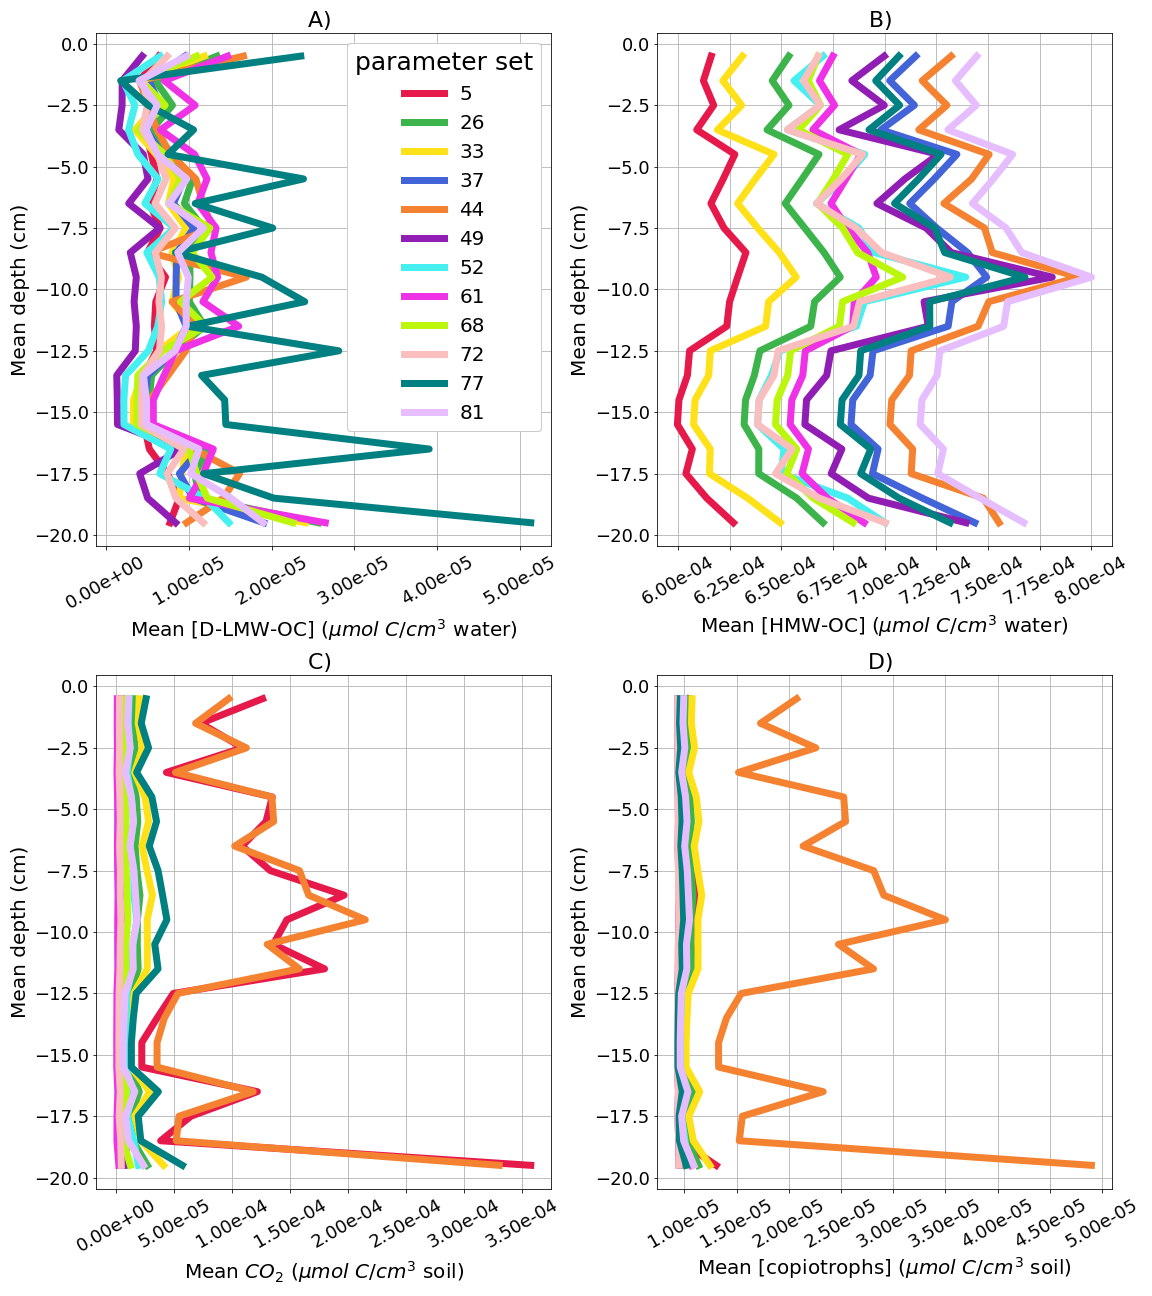 A)
0.0
−2.5
−5.0
−7.5
−10.0
−12.5
−15.0
−17.5
−20.0
Mean depth (cm)
parameter set
5
26
33
37
44
49
52
61
68
72
77
81
0.00e+00
1.00e-05
2.00e-05
3.00e-05
4.00e-05
5.00e-05
Mean [D-LMW-OC] (μmol C/cm³ water)
B)
0.0
−2.5
−5.0
−7.5
−10.0
−12.5
−15.0
−17.5
−20.0
Mean depth (cm)
6.00e-04
6.25e-04
6.50e-04
6.75e-04
7.00e-04
7.25e-04
7.50e-04
7.75e-04
8.00e-04
Mean [HMW-OC] (μmol C/cm³ water)
C)
0.0
−2.5
−5.0
−7.5
−10.0
−12.5
−15.0
−17.5
−20.0
Mean depth (cm)
0.00e+00
5.00e-05
1.00e-04
1.50e-04
2.00e-04
2.50e-04
3.00e-04
3.50e-04
Mean CO₂ (μmol C/cm³ soil)
D)
0.0
−2.5
−5.0
−7.5
−10.0
−12.5
−15.0
−17.5
−20.0
Mean depth (cm)
1.00e-05
1.50e-05
2.00e-05
2.50e-05
3.00e-05
3.50e-05
4.00e-05
4.50e-05
5.00e-05
Mean [copiotrophs] (μmol C/cm³ soil)